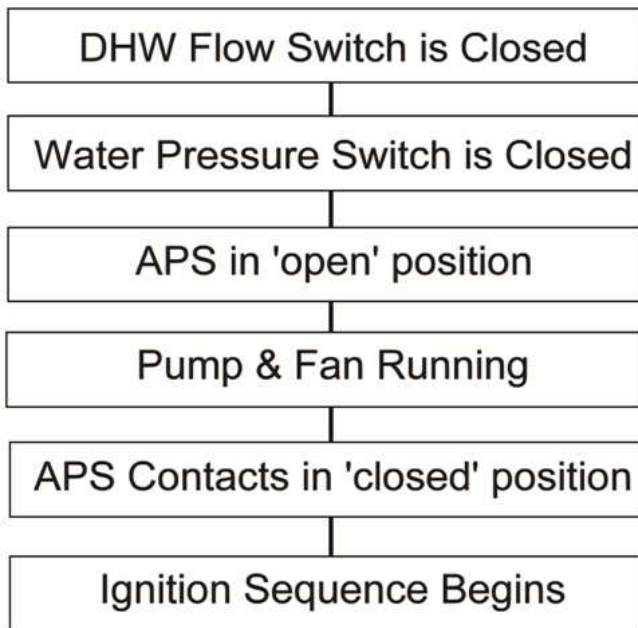 DHW Flow Switch is Closed
Water Pressure Switch is Closed
APS in 'open' position
Pump & Fan Running
APS Contacts in 'closed' position
Ignition Sequence Begins